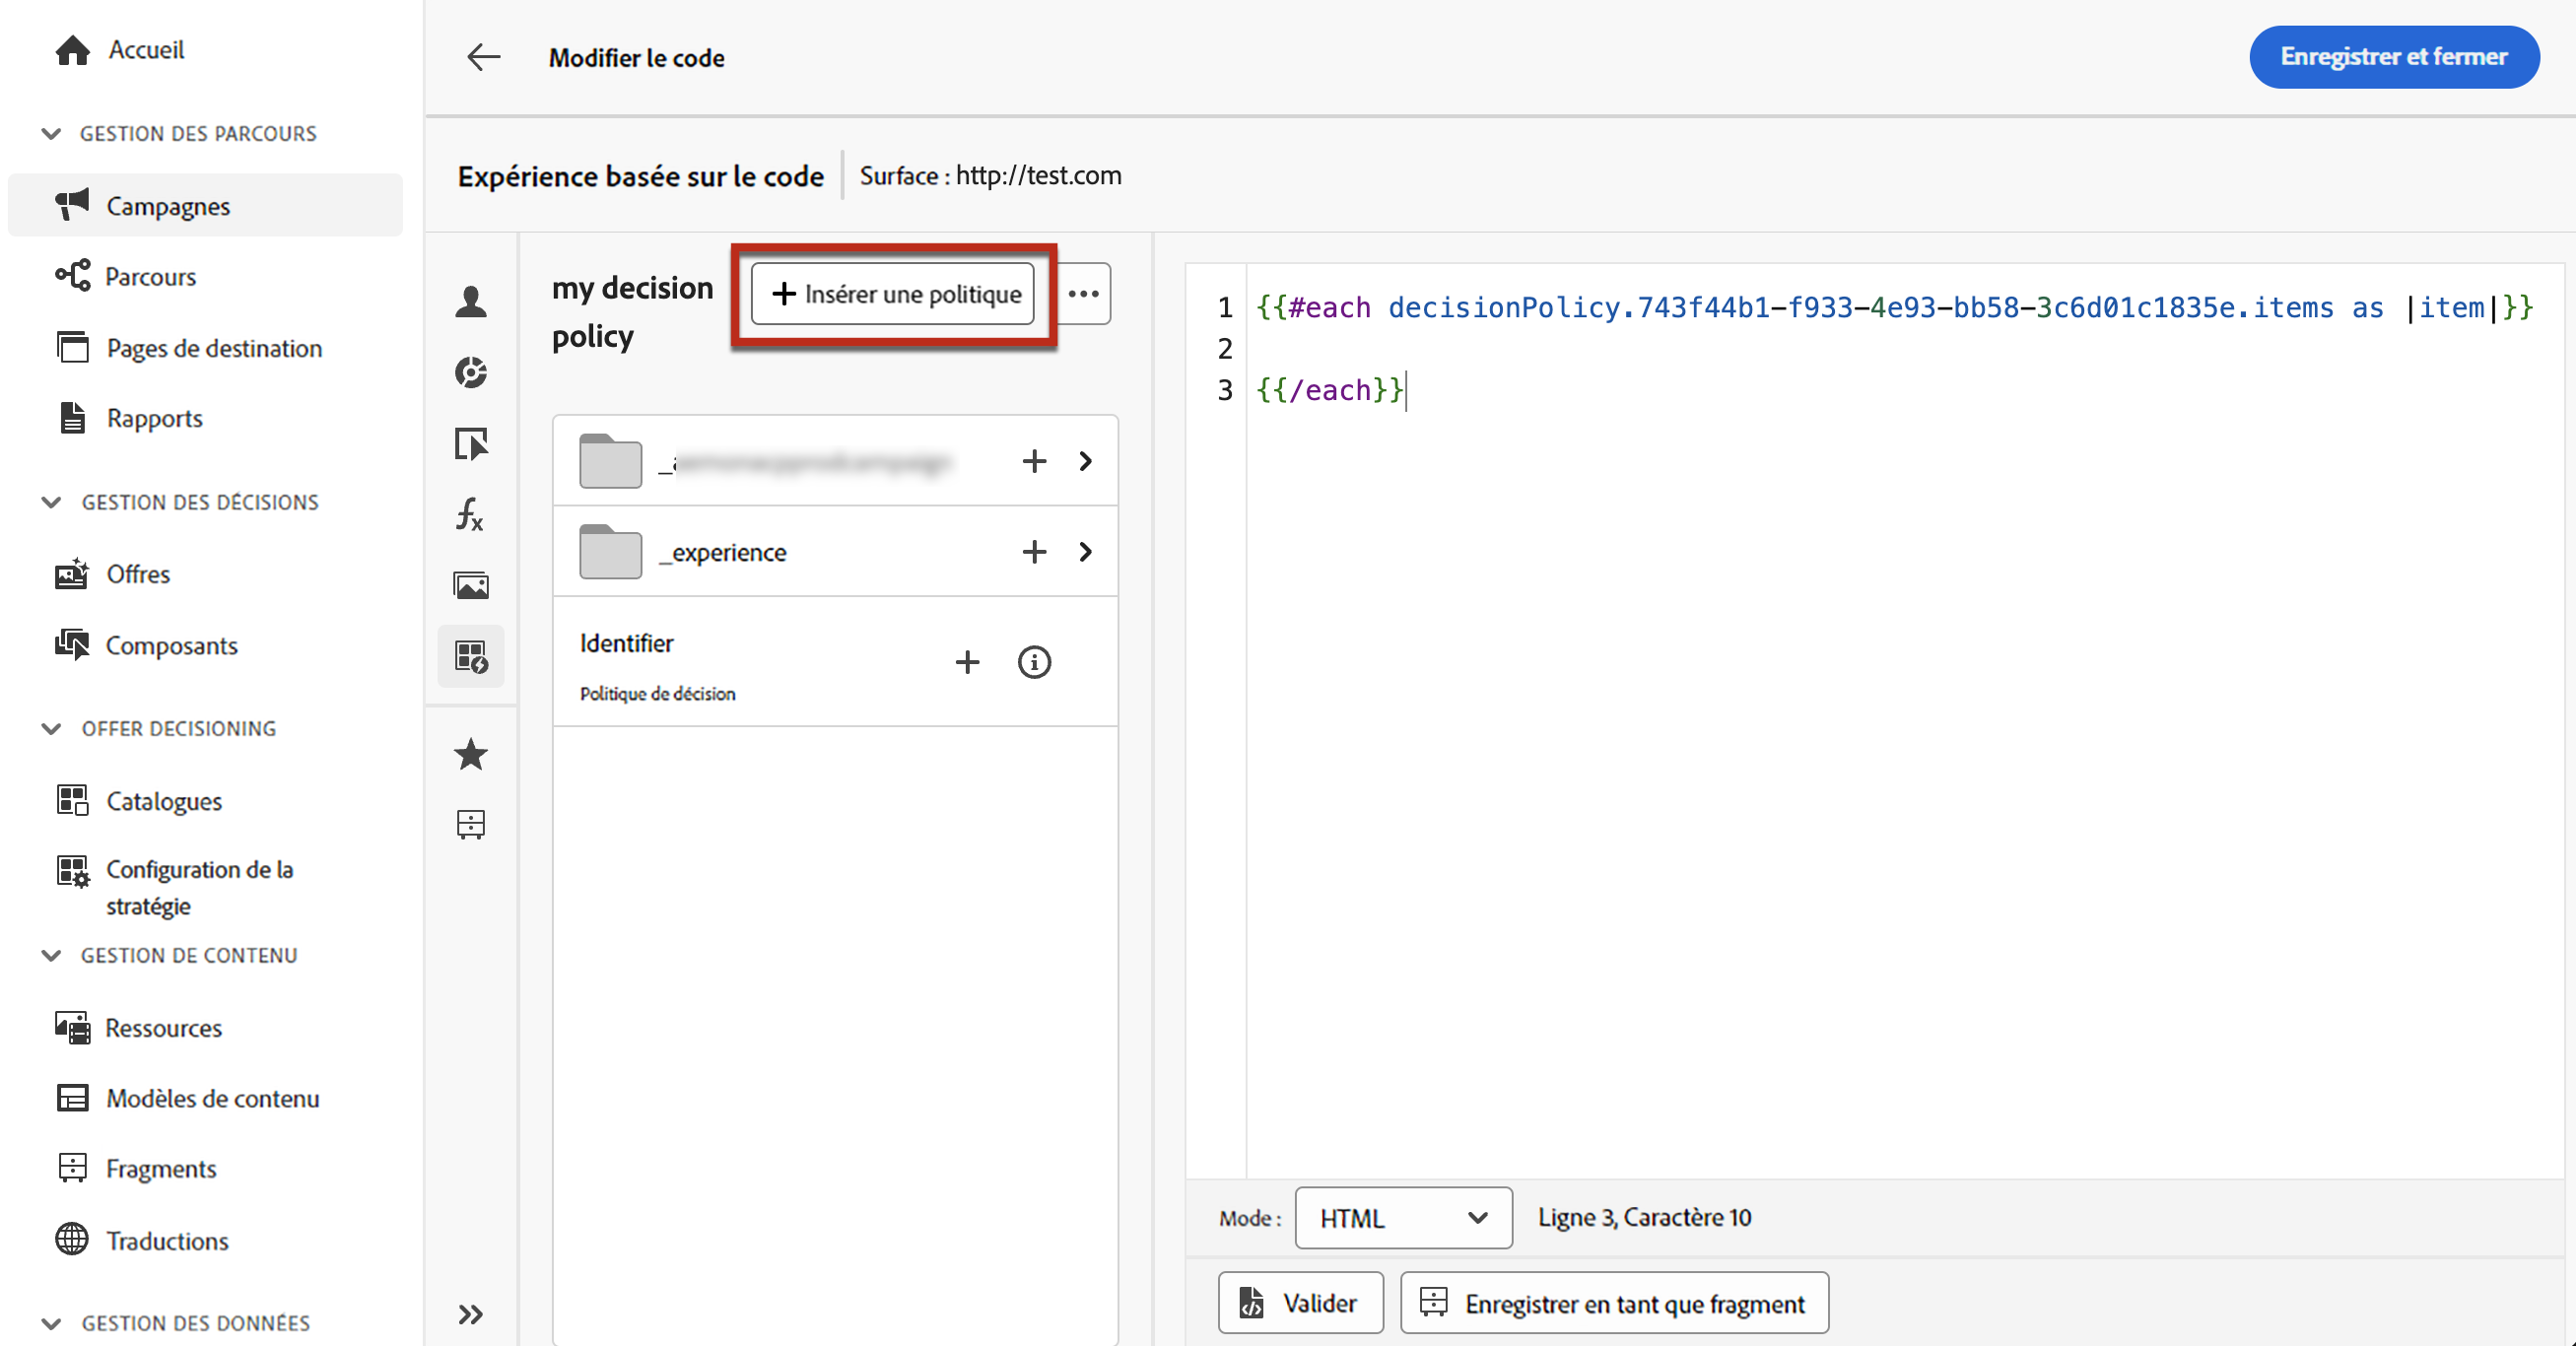 Accueil
GESTION DES PARCOURS
Campagnes
Parcours
Pages de destination
Rapports
GESTION DES DÉCISIONS
Offres
Composants
OFFER DECISIONING
Catalogues
Configuration de la
stratégie
GESTION DE CONTENU
Ressources
Modèles de contenu
Fragments
Traductions
GESTION DES DONNÉES
Modifier le code
Enregistrer et fermer
Expérience basée sur le code
Surface : http://test.com
my decision
policy
+ Insérer une politique
_experience
Identifier
Politique de décision
1 {{#each decisionPolicy.743f44b1-f933-4e93-bb58-3c6d01c1835e.items as |item|}}
2
3 {{/each}}
Mode : HTML
Ligne 3, Caractère 10
Valider
Enregistrer en tant que fragment